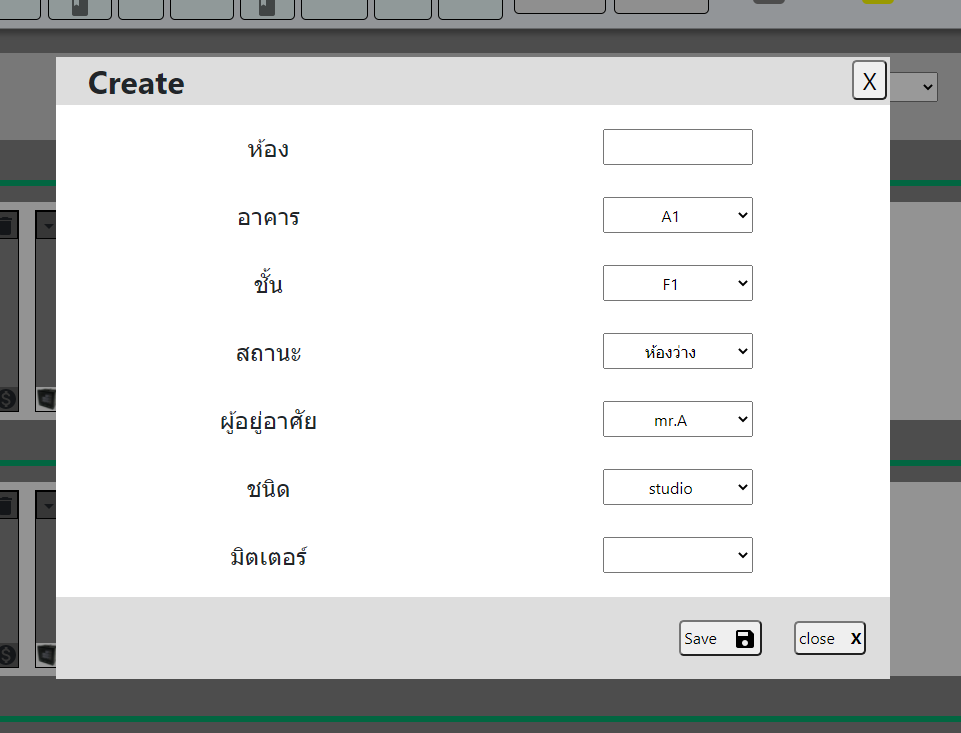 Create X
ห้อง
อาคาร A1
ชั้น F1
สถานะ ห้องว่าง
ผู้อยู่อาศัย mr.A
ชนิด studio
มิตเตอร์
Save close X